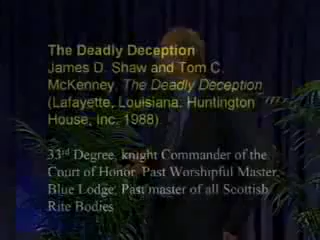 The Deadly Deception
James D. Shaw and Tom C.
McKenney, The Deadly Deception
(Lafayette, Louisiana: Huntington
House, Inc. 1988)
33rd Degree, knight Commander of the
Court of Honor, Past Worshipful Master,
Blue Lodge, Past master of all Scottish
Rite Bodies